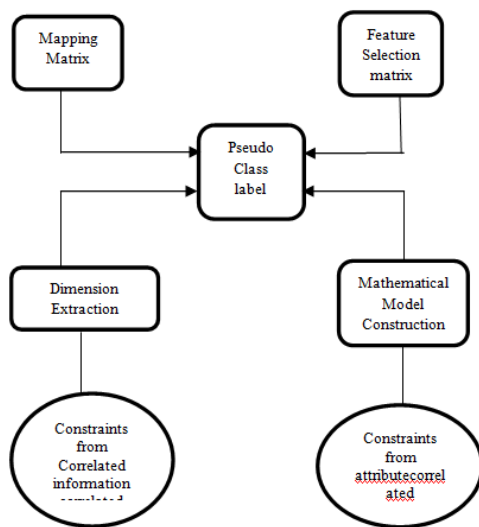 Mapping
Matrix
Feature
Selection
matrix
Pseudo
Class
label
Dimension
Extraction
Mathematical
Model
Construction
Constraints
from
Correlated
information
correlated
Constraints
from
attributecorrel
ated